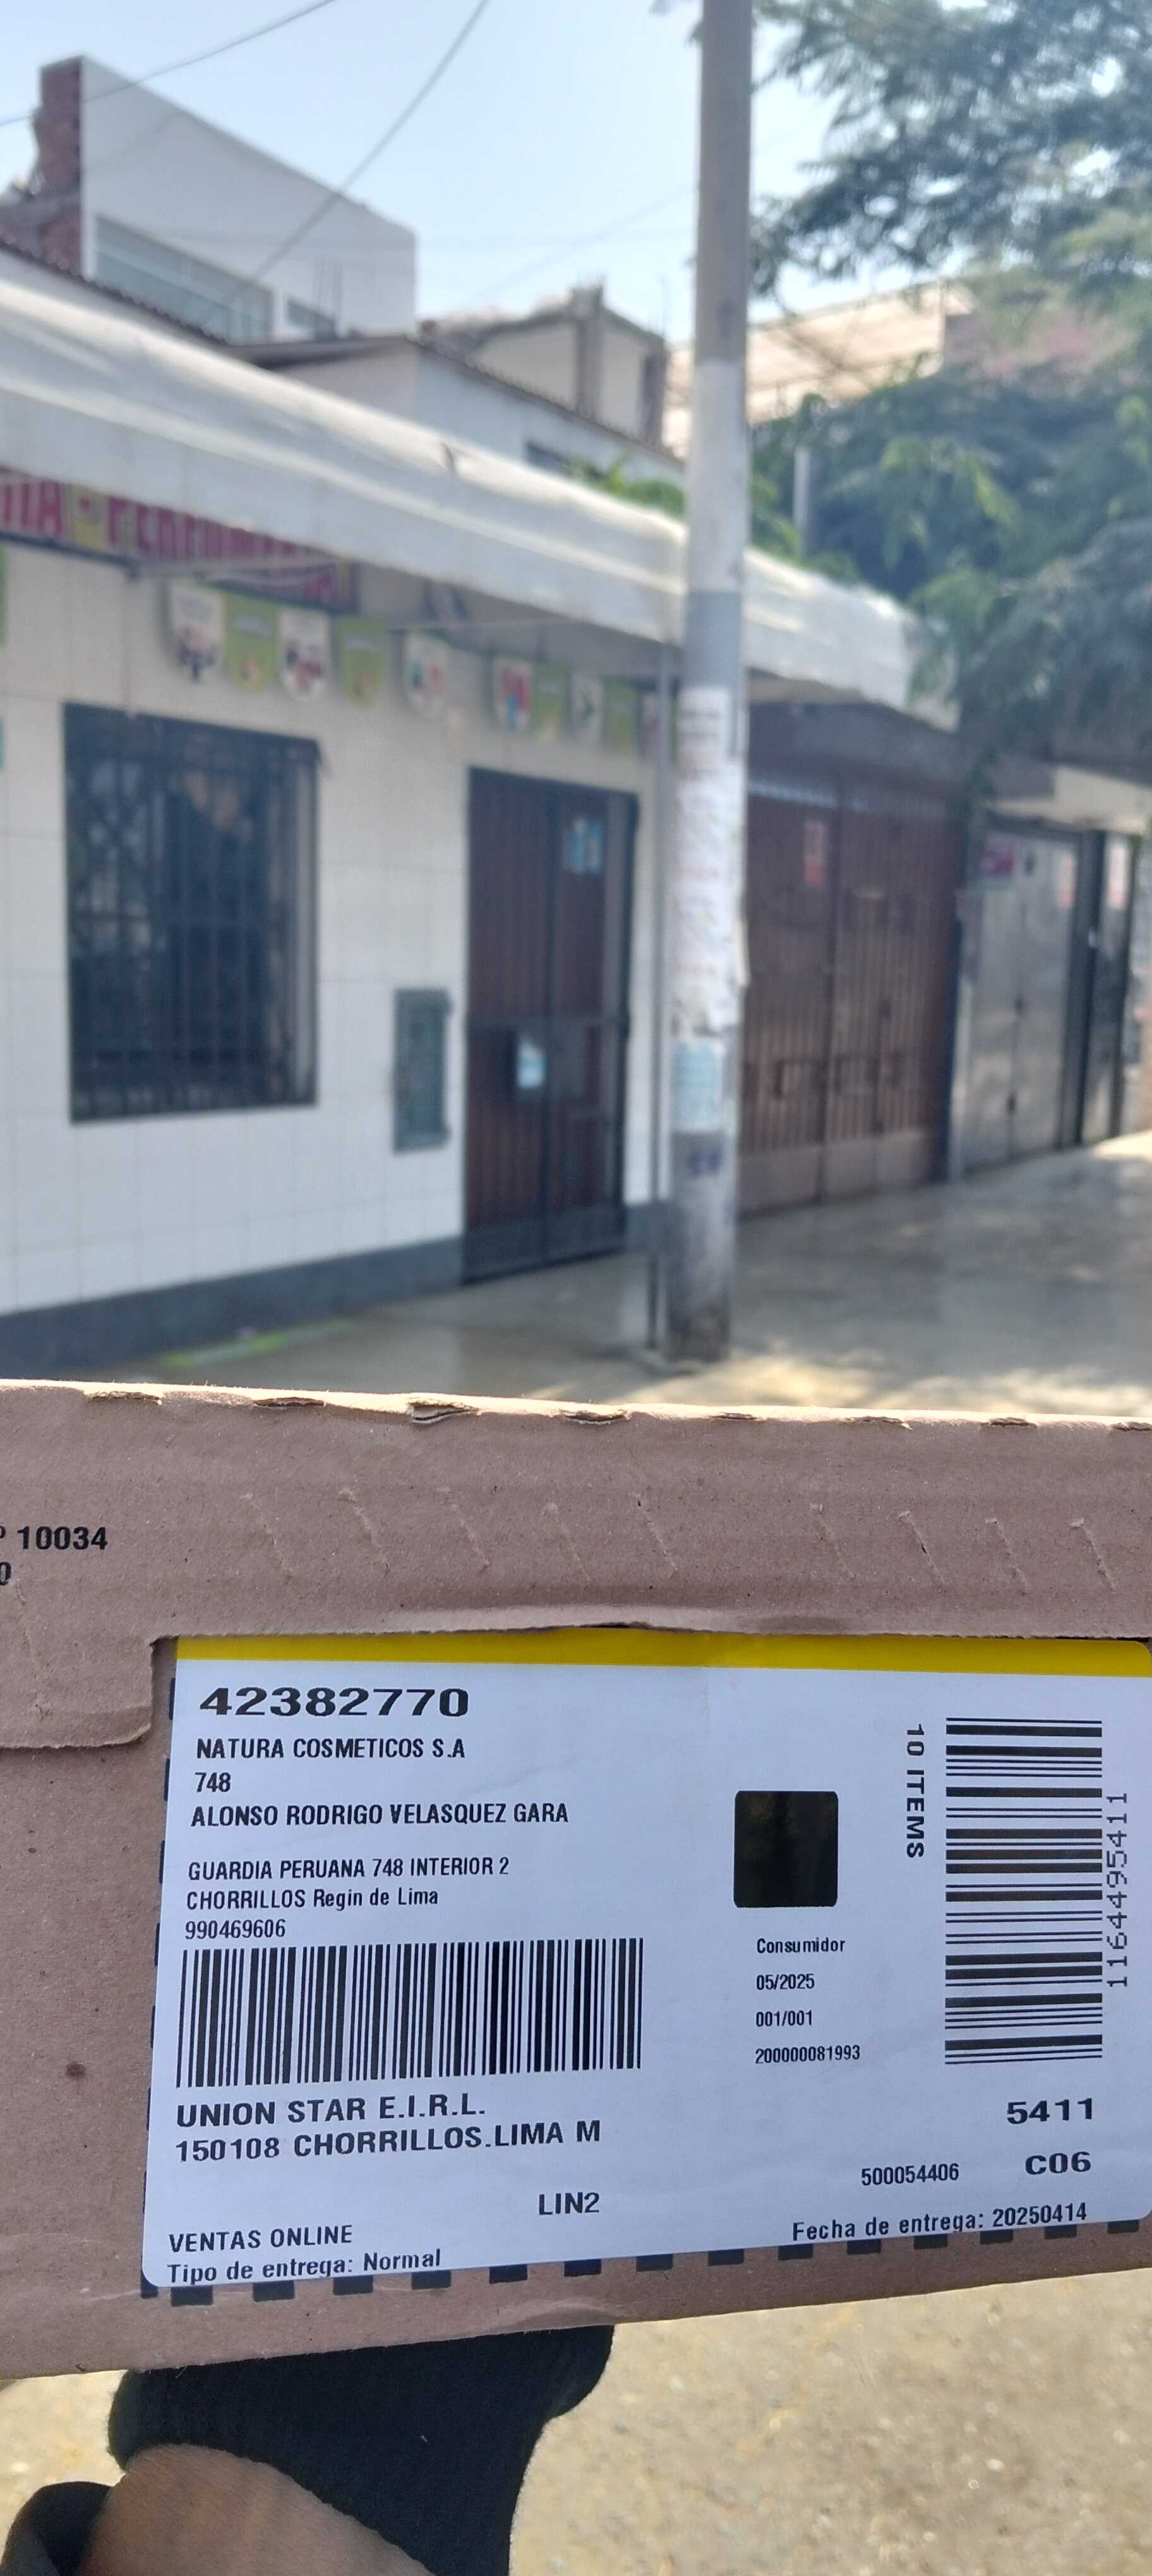 10034
0
42382770
NATURA COSMETICOS S.A
748
ALONSO RODRIGO VELASQUEZ GARA
GUARDIA PERUANA 748 INTERIOR 2
CHORRILLOS Regin de Lima
990469606
10 ITEMS
1164495411
Consumidor
05/2025
001/001
200000081993
UNION STAR E.I.R.L.
150108 CHORRILLOS.LIMA M
5411
500054406 C06
LIN2
VENTAS ONLINE
Tipo de entrega: Normal
Fecha de entrega: 20250414